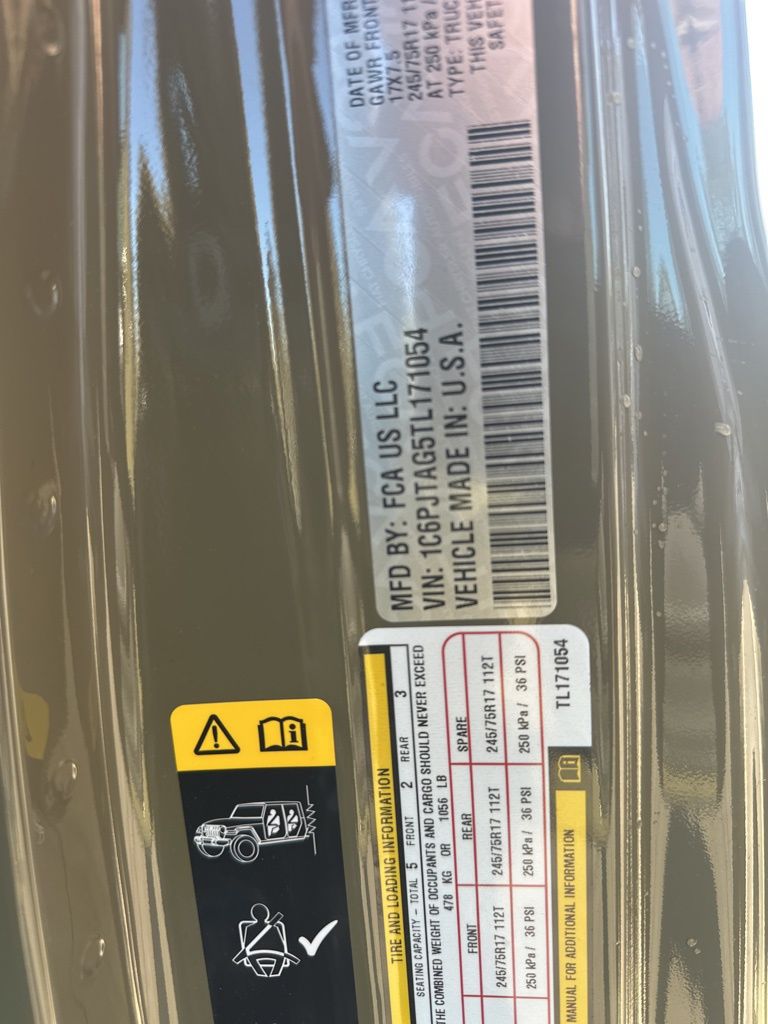 MFD BY: FCA US LLC
DATE OF MFR
GAWR FRONT
VIN: 1C6PJTAG5TL171054
17X7.5
245/75R17 11
VEHICLE MADE IN: U.S.A.
AT 250 kPa /
TYPE: TRUC
THIS VEH
SAFET
TIRE AND LOADING INFORMATION
SEATING CAPACITY - TOTAL 5 FRONT 2 REAR 3
THE COMBINED WEIGHT OF OCCUPANTS AND CARGO SHOULD NEVER EXCEED
478 KG OR 1056 LB
FRONT REAR SPARE
245/75R17 112T 245/75R17 112T 245/75R17 112T
250 kPa / 36 PSI 250 kPa / 36 PSI 250 kPa / 36 PSI
MANUAL FOR ADDITIONAL INFORMATION
TL171054